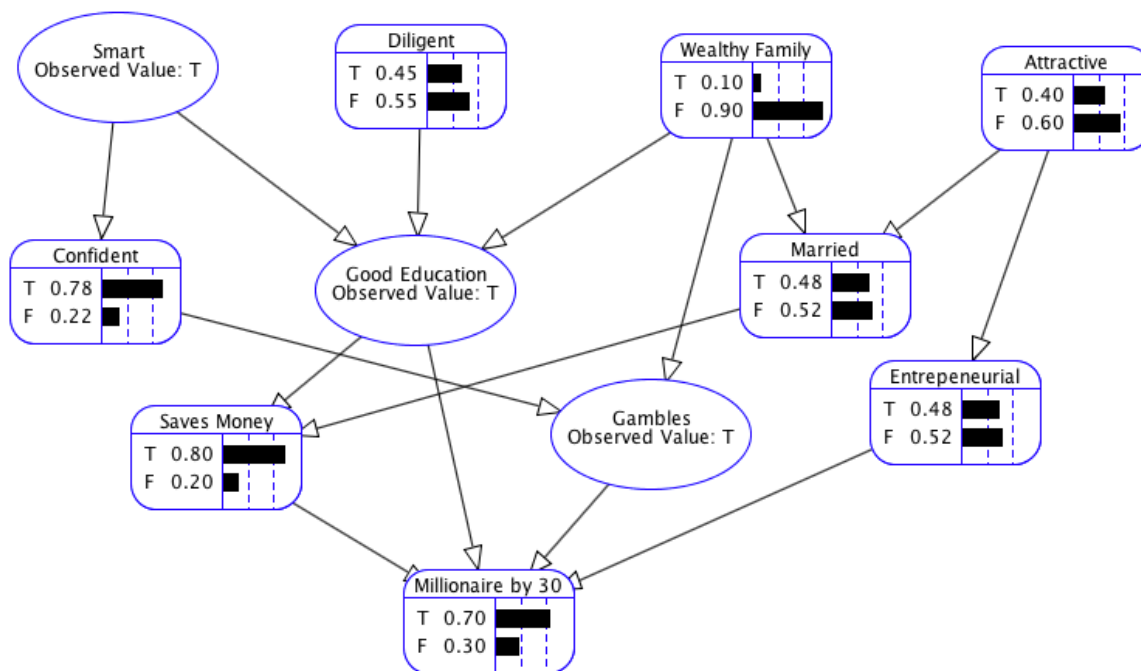 Smart
Observed Value: T
Diligent
T 0.45
F 0.55
Wealthy Family
T 0.10
F 0.90
Attractive
T 0.40
F 0.60
Confident
T 0.78
F 0.22
Good Education
Observed Value: T
Married
T 0.48
F 0.52
Entrepeneurial
T 0.48
F 0.52
Saves Money
T 0.80
F 0.20
Gambles
Observed Value: T
Millionaire by 30
T 0.70
F 0.30